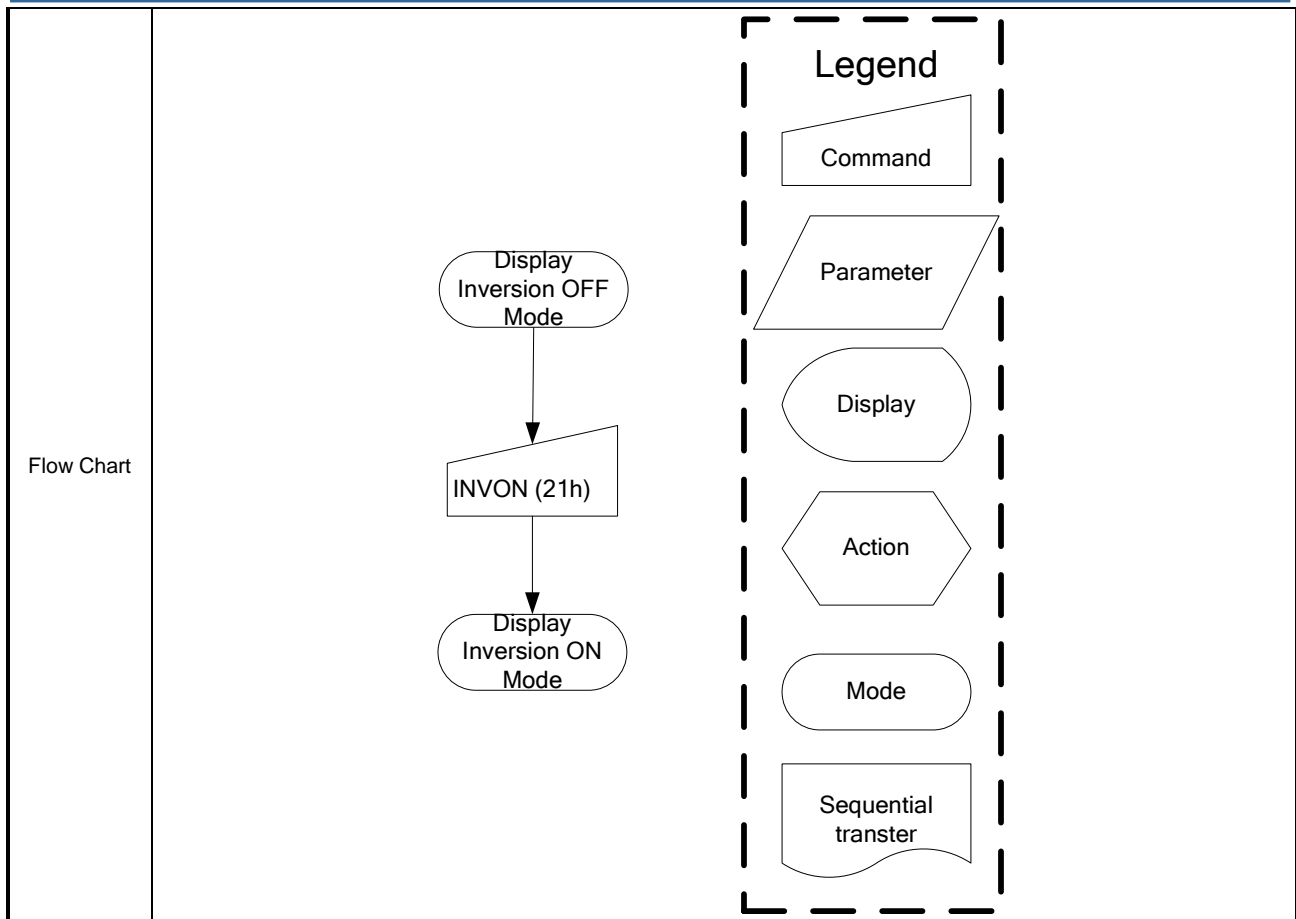 Flow Chart
Display
Inversion OFF
Mode
INVON (21h)
Display
Inversion ON
Mode
Legend
Command
Parameter
Display
Action
Mode
Sequential
transter